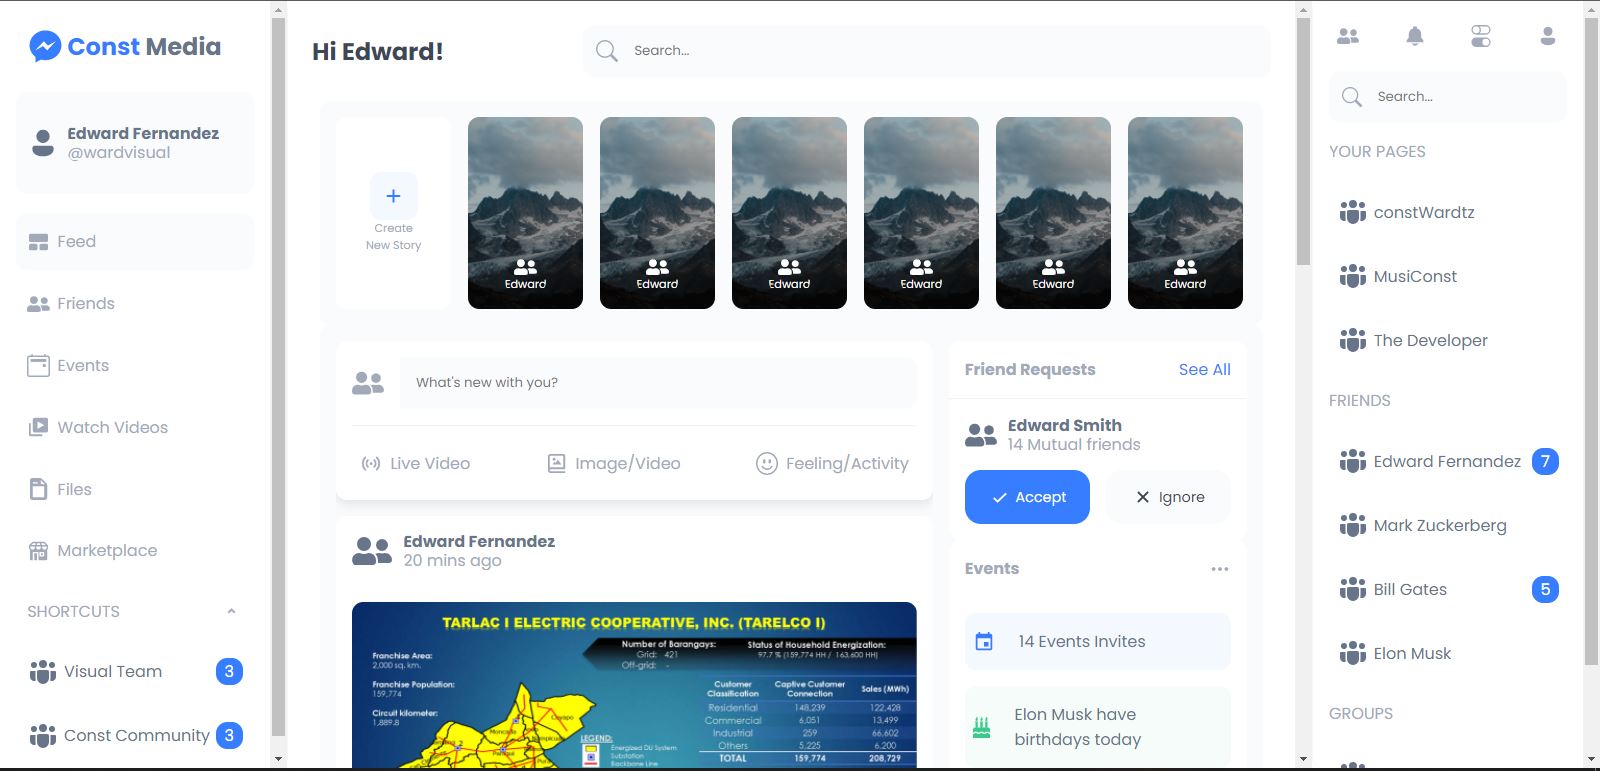 Const Media
Edward Fernandez
@wardvisual
Feed
Friends
Events
Watch Videos
Files
Marketplace
SHORTCUTS
Visual Team 3
Const Community 3
Hi Edward!
Search...
Create
New Story
Edward
Edward
Edward
Edward
Edward
Edward
What's new with you?
Live Video
Image/Video
Feeling/Activity
Edward Fernandez
20 mins ago
TARLAC I ELECTRIC COOPERATIVE, INC. (TARELCO I)
Franchise Area:
2,000 sq. km.
Franchise Population:
159,774
Circuit kilometer:
1,889.8
Number of Barangays:
Grid: 421
Off-grid: -
Status of Household Energization:
97.7 % (159,774 HH / 163,600 HH)
Customer Classification Captive Customer Connection Sales (MWh)
Residential 148,239 122,428
Commercial 6,051 13,499
Industrial 259 66,602
Others 5,225 6,200
TOTAL 159,774 208,729
LEGEND:
Energized DU System
Substation
Backbone Line
Cuyapo
Friend Requests
See All
Edward Smith
14 Mutual friends
Accept
Ignore
Events
14 Events Invites
Elon Musk have
birthdays today
Search...
YOUR PAGES
constWardtz
MusiConst
The Developer
FRIENDS
Edward Fernandez 7
Mark Zuckerberg
Bill Gates 5
Elon Musk
GROUPS